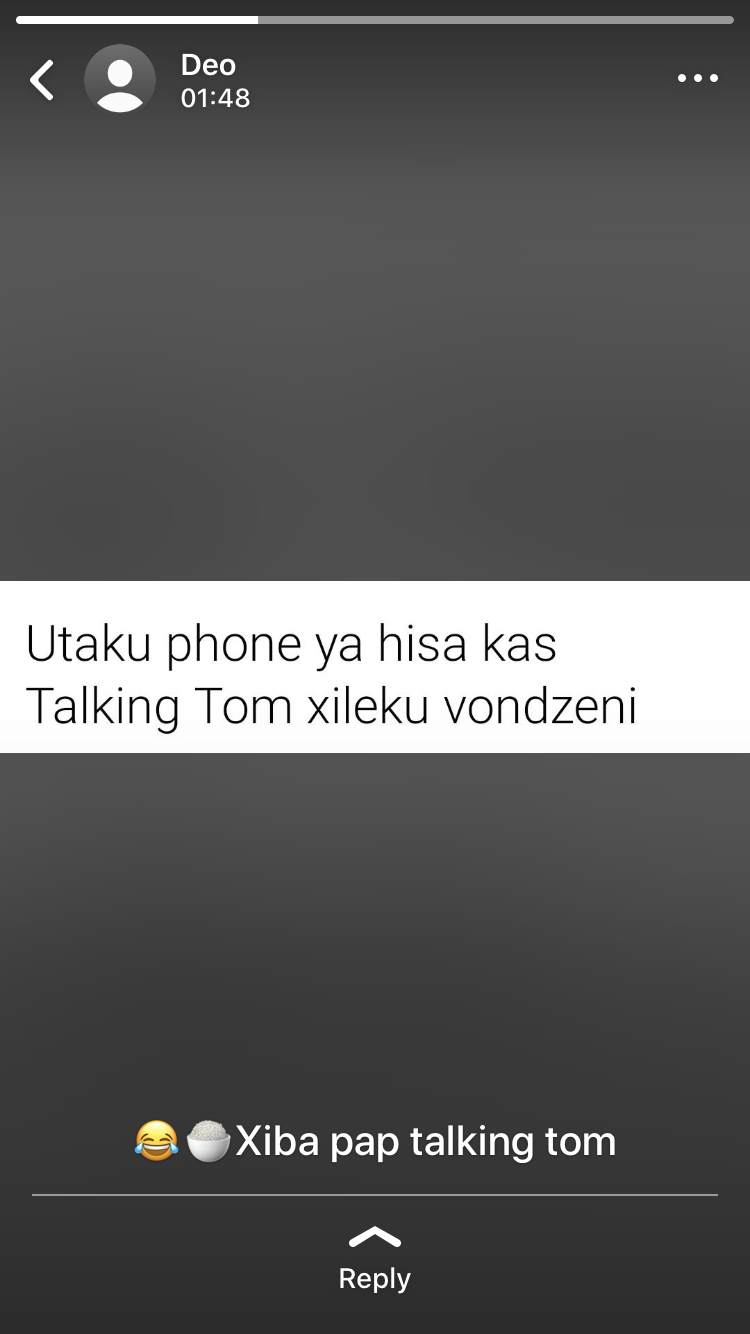 Deo
01:48
Utaku phone ya hisa kas
Talking Tom xileku vondzeni
😂🍚Xiba pap talking tom
Reply